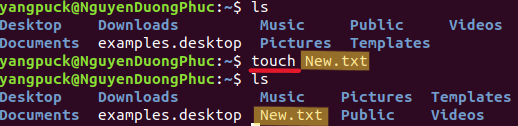 yangpuck@NguyenDuongPhuc:~$ ls
Desktop Downloads Music Public Videos
Documents examples.desktop Pictures Templates
yangpuck@NguyenDuongPhuc:~$ touch New.txt
yangpuck@NguyenDuongPhuc:~$ ls
Desktop Downloads Music Pictures Templates
Documents examples.desktop New.txt Public Videos